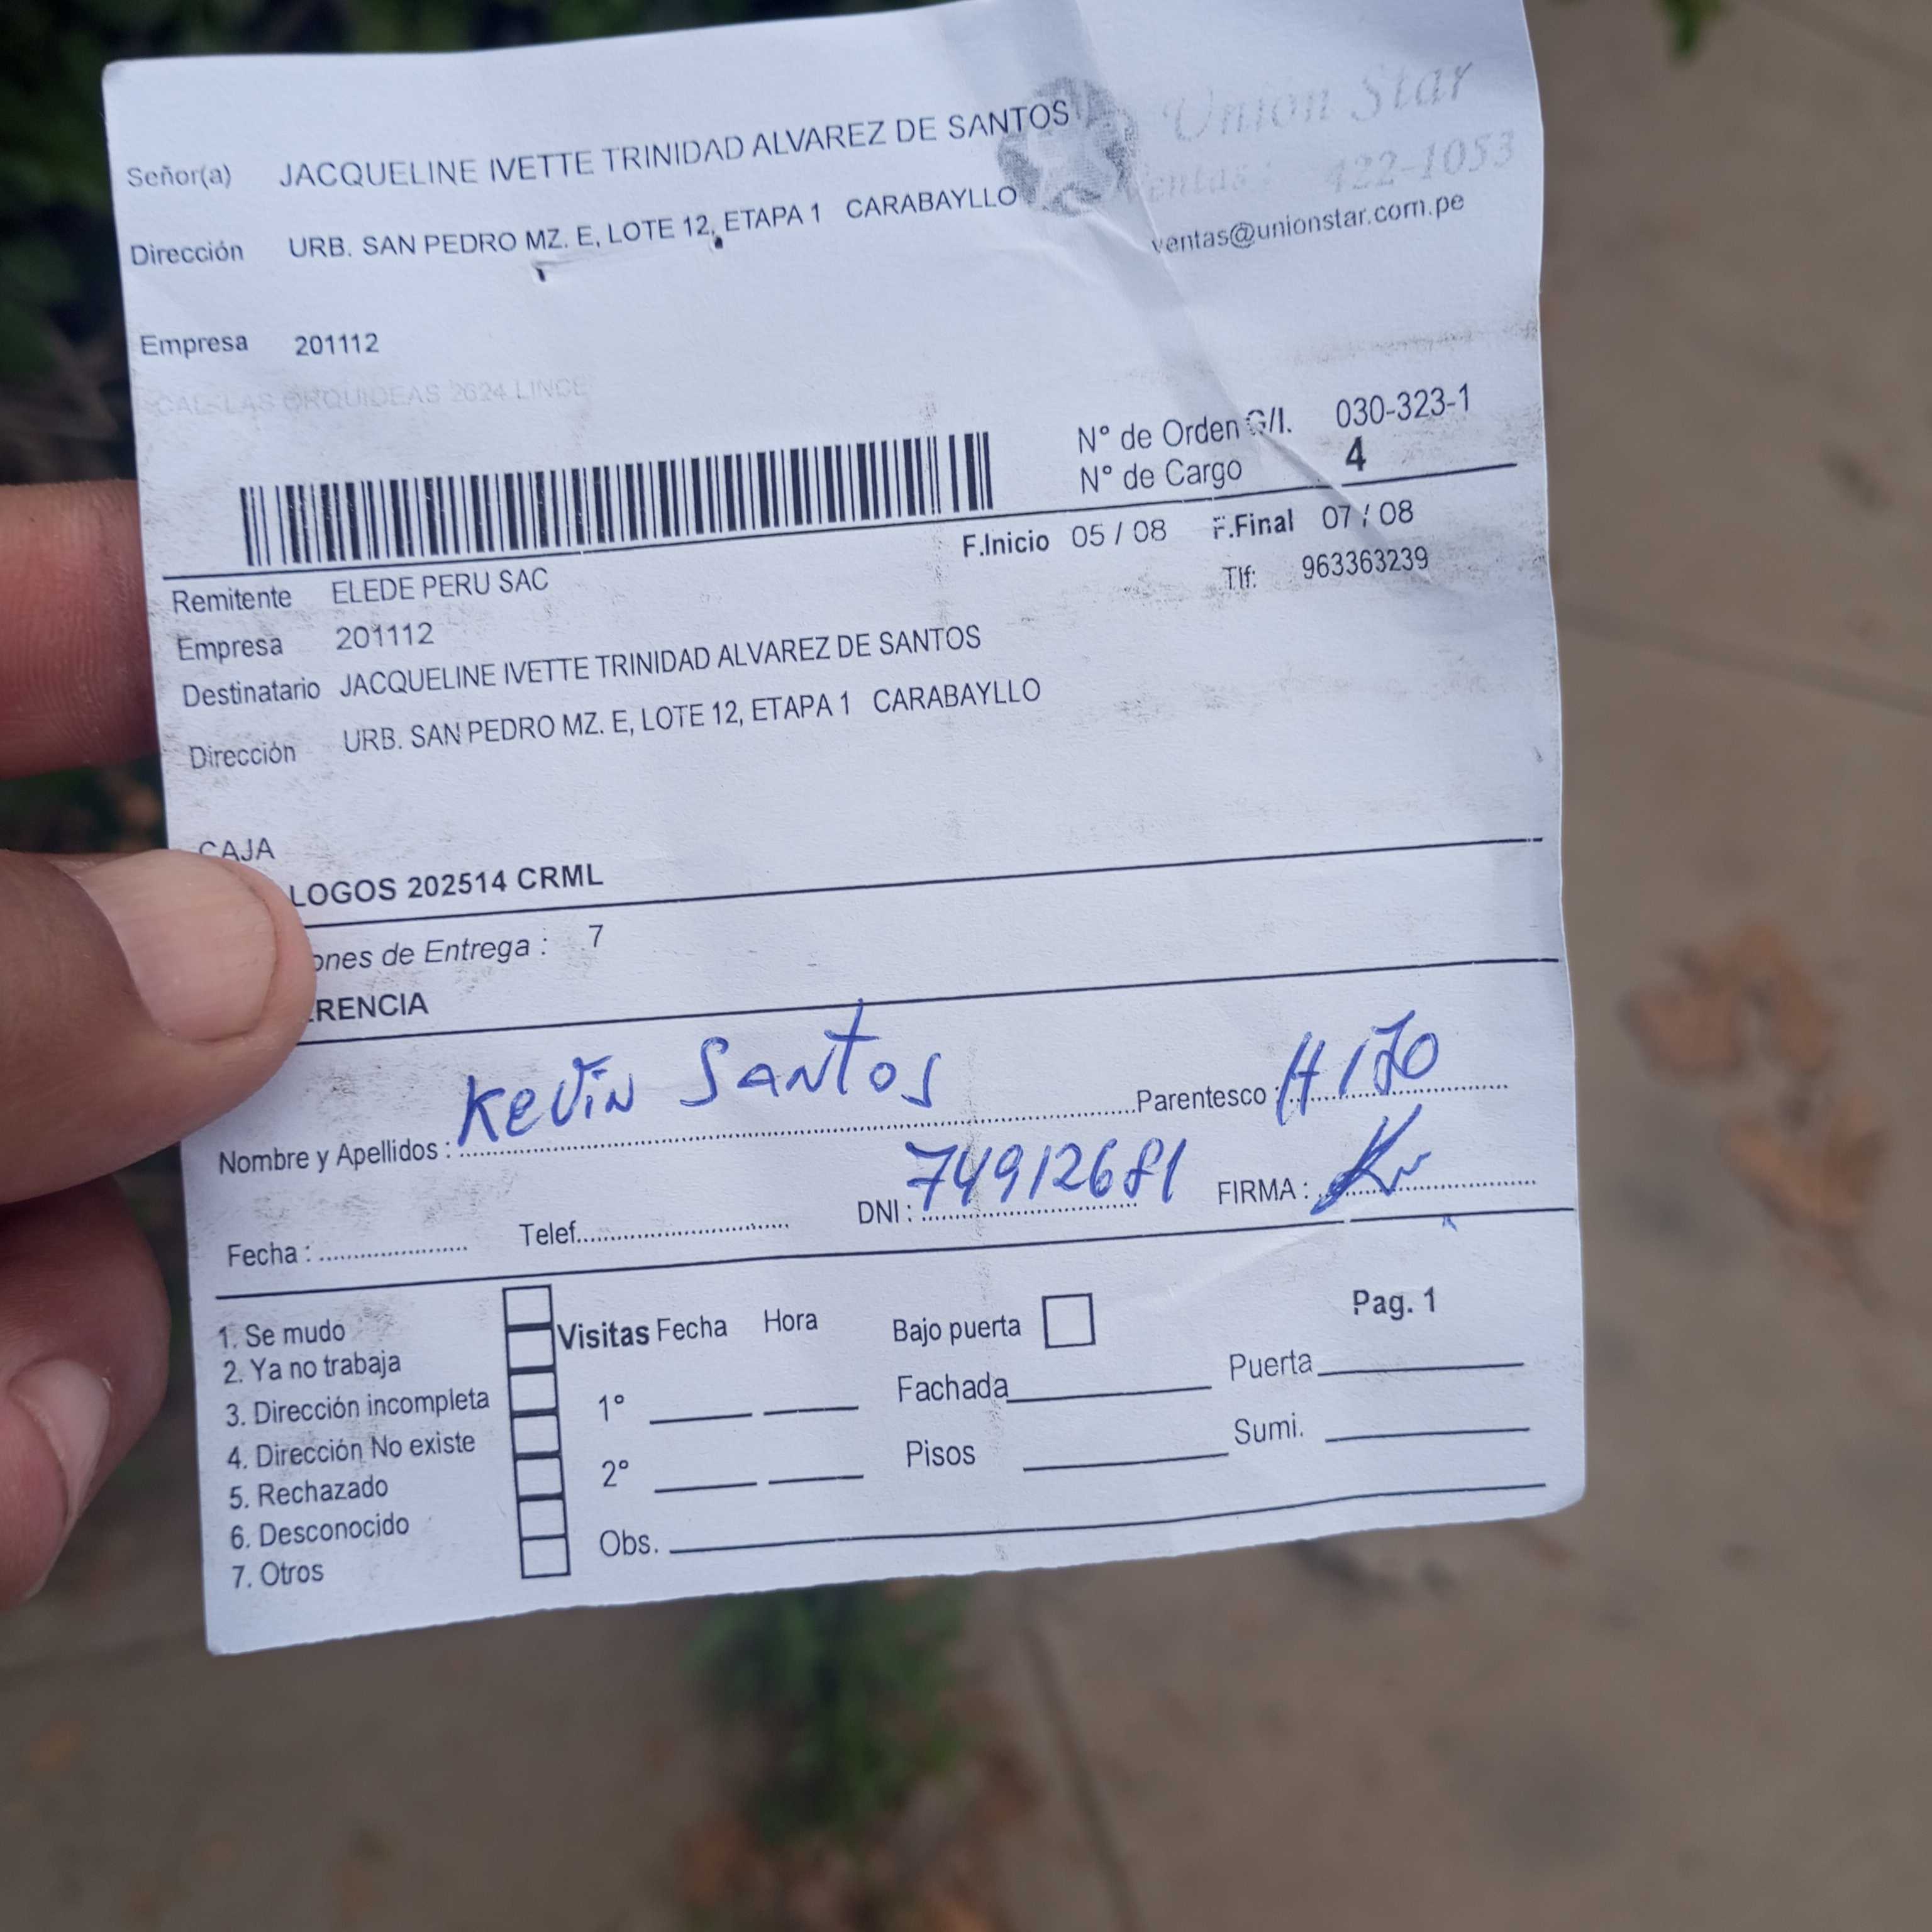 Señor(a) JACQUELINE IVETTE TRINIDAD ALVAREZ DE SANTOS
Unión Star
Ventas : 422-1053
Dirección URB. SAN PEDRO MZ. E, LOTE 12, ETAPA 1 CARABAYLLO
ventas@unionstar.com.pe
Empresa 201112
ORQUIDEAS 2624 LINCE
N° de Orden G/I. 030-323-1
N° de Cargo 4
F.Inicio 05 / 08 F.Final 07 / 08
Remitente ELEDE PERU SAC
Tlf: 963363239
Empresa 201112
Destinatario JACQUELINE IVETTE TRINIDAD ALVAREZ DE SANTOS
Dirección URB. SAN PEDRO MZ. E, LOTE 12, ETAPA 1 CARABAYLLO
CAJA
LOGOS 202514 CRML
ones de Entrega : 7
RENCIA
Nombre y Apellidos : Kevin Santos Parentesco : HIJO
Fecha : Telef. DNI : 74912681 FIRMA :
1. Se mudo
2. Ya no trabaja
3. Dirección incompleta
4. Dirección No existe
5. Rechazado
6. Desconocido
7. Otros
Visitas Fecha Hora
1°
2°
Obs.
Bajo puerta
Fachada
Pisos
Pag. 1
Puerta
Sumi.